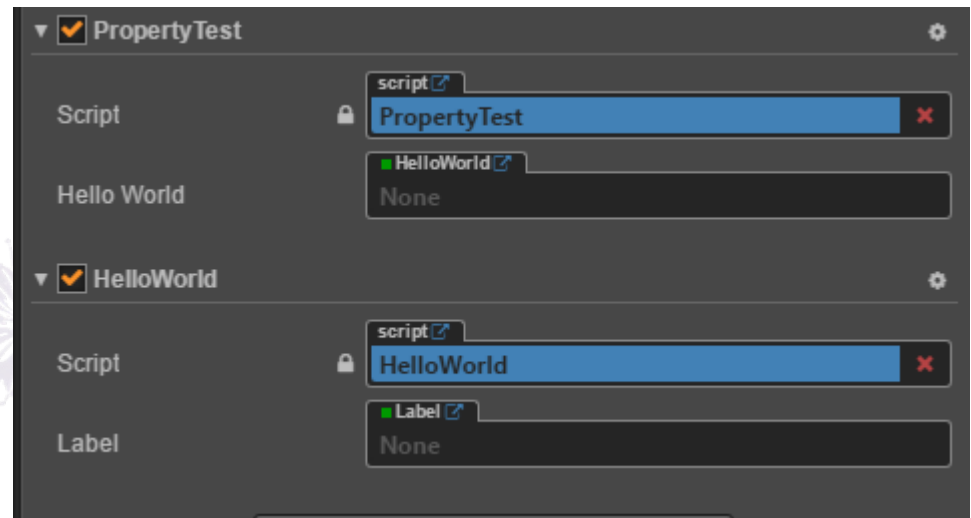 PropertyTest
script
Script PropertyTest
HelloWorld
Hello World None
HelloWorld
script
Script HelloWorld
Label
Label None